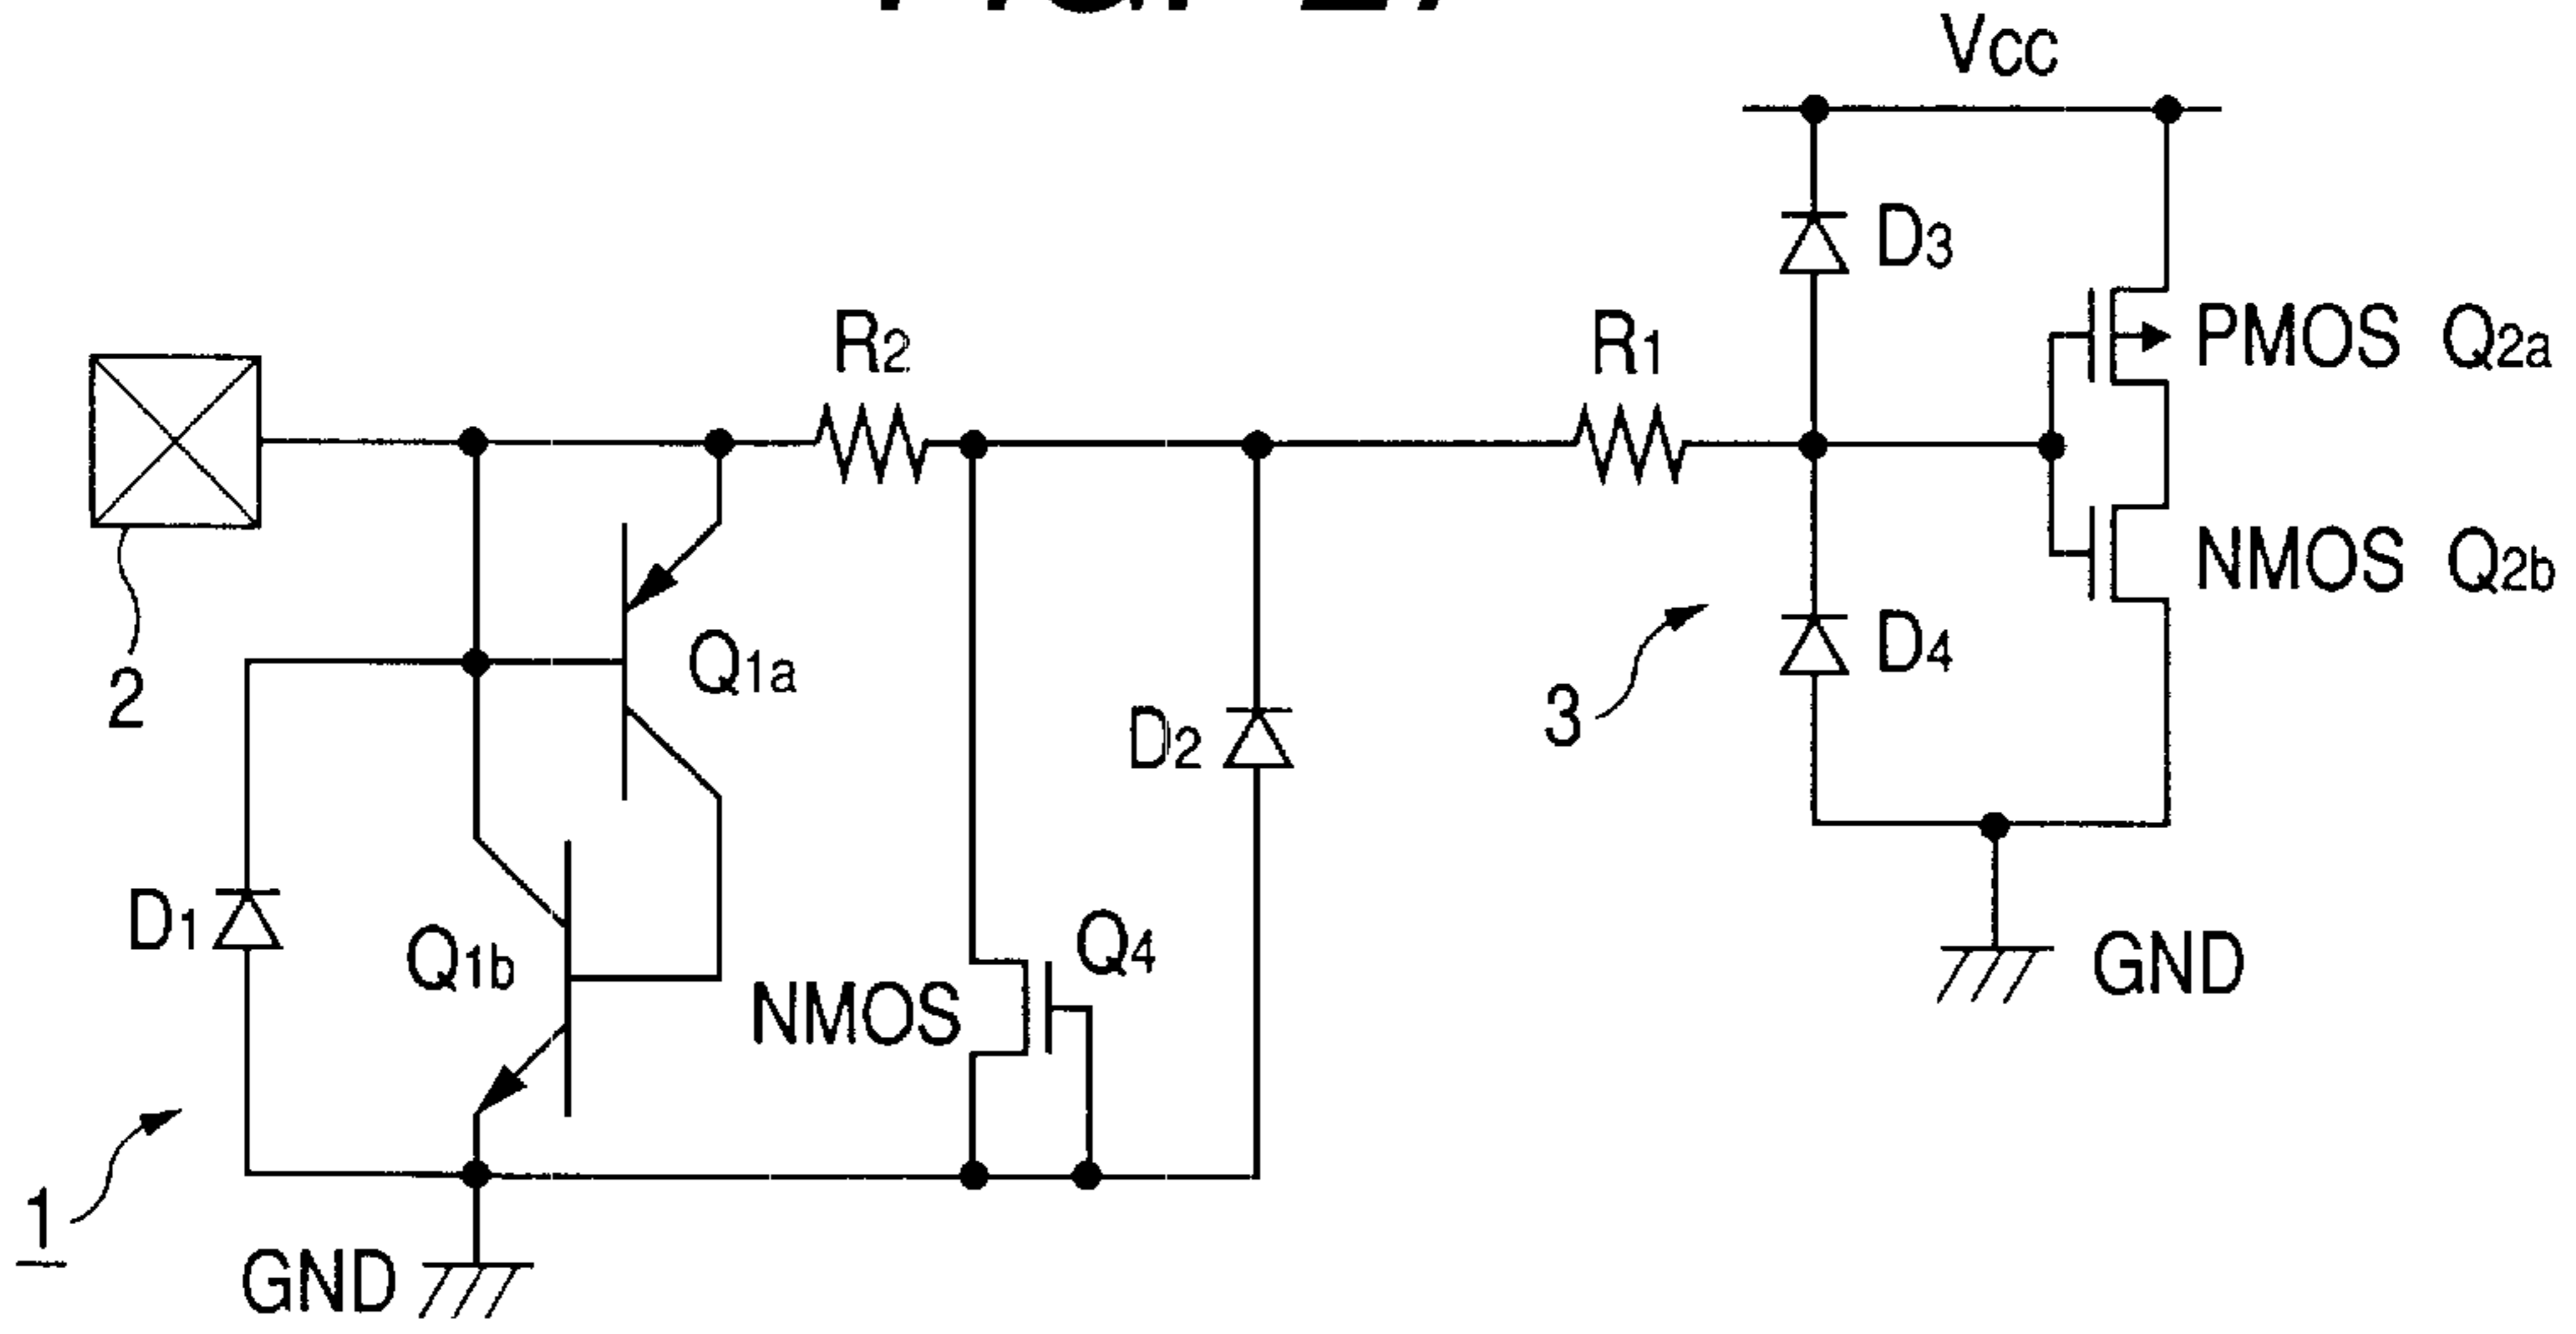 VCC
D3
R2
R1
PMOS Q2a
NMOS Q2b
2
Q1a
D2
3
D4
D1
Q1b
Q4
NMOS
GND
1
GND